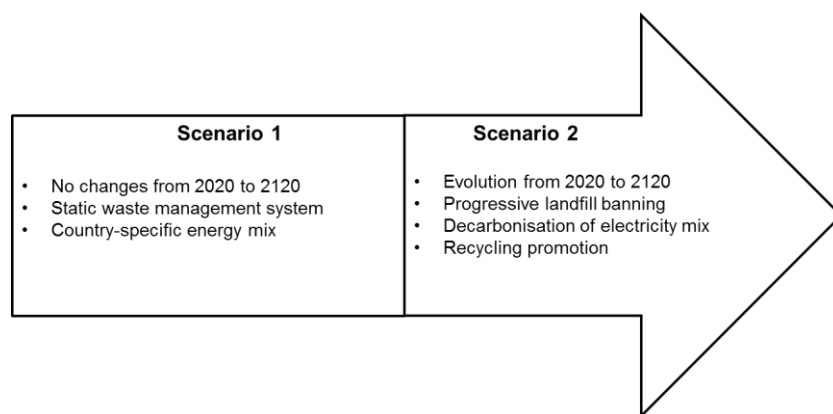 Scenario 1
• No changes from 2020 to 2120
• Static waste management system
• Country-specific energy mix
Scenario 2
• Evolution from 2020 to 2120
• Progressive landfill banning
• Decarbonisation of electricity mix
• Recycling promotion